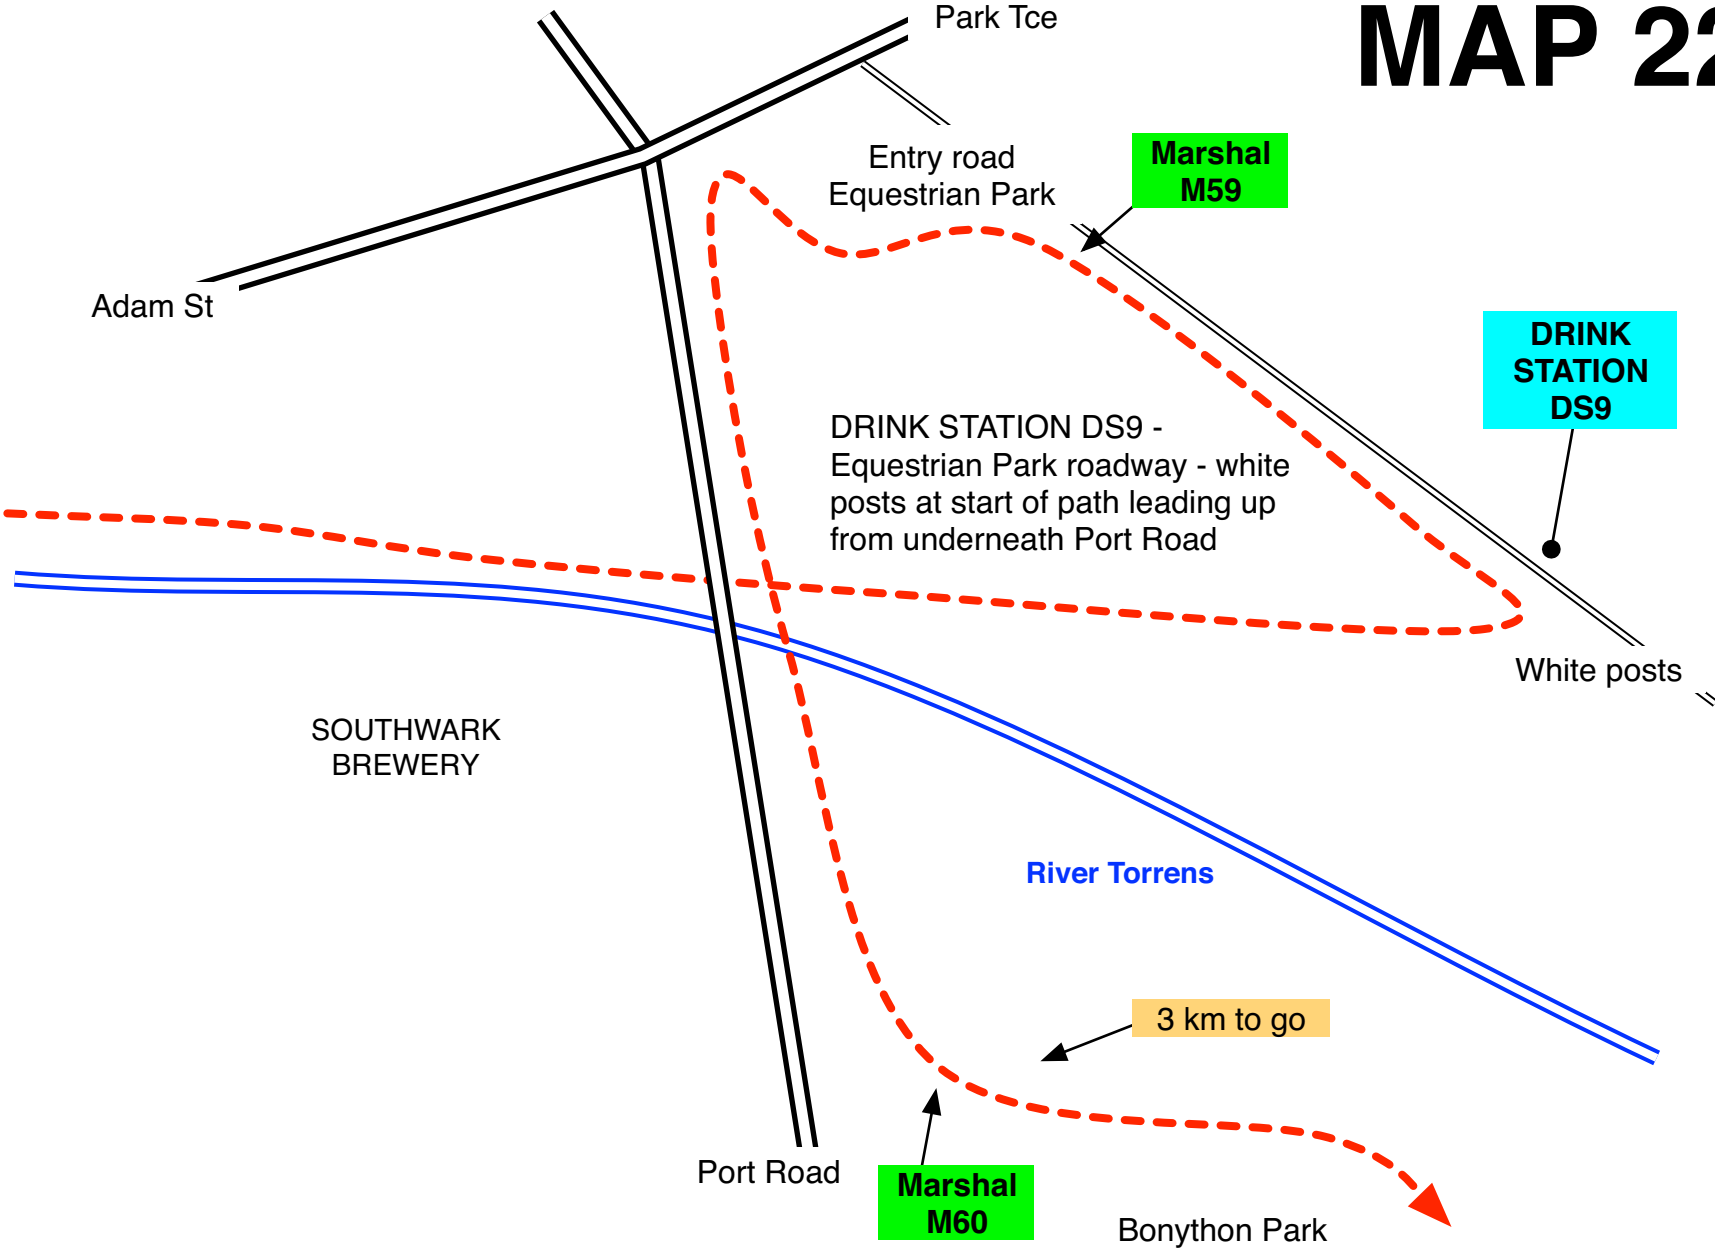 Park Tce
MAP 22
Entry road
Equestrian Park
Marshal
M59
Adam St
DRINK
STATION
DS9
DRINK STATION DS9 -
Equestrian Park roadway - white
posts at start of path leading up
from underneath Port Road
White posts
SOUTHWARK
BREWERY
River Torrens
3 km to go
Port Road
Marshal
M60
Bonython Park